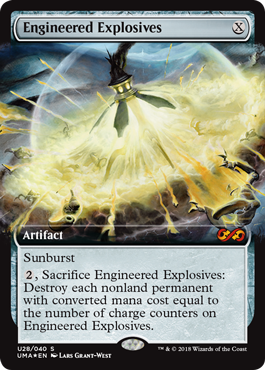 Engineered Explosives X
Artifact
Sunburst
2, Sacrifice Engineered Explosives:
Destroy each nonland permanent
with converted mana cost equal to
the number of charge counters on
Engineered Explosives.
U28/040 S
UMA★EN Lars Grant-West
™ & © 2018 Wizards of the Coast